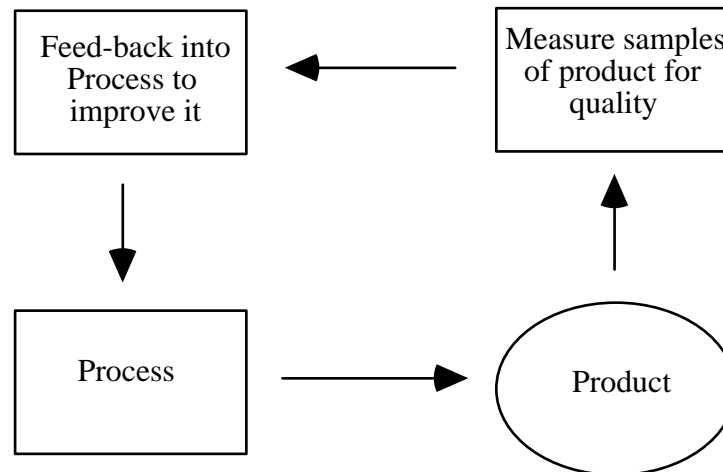 Feed-back into
Process to
improve it
Measure samples
of product for
quality
Process
Product